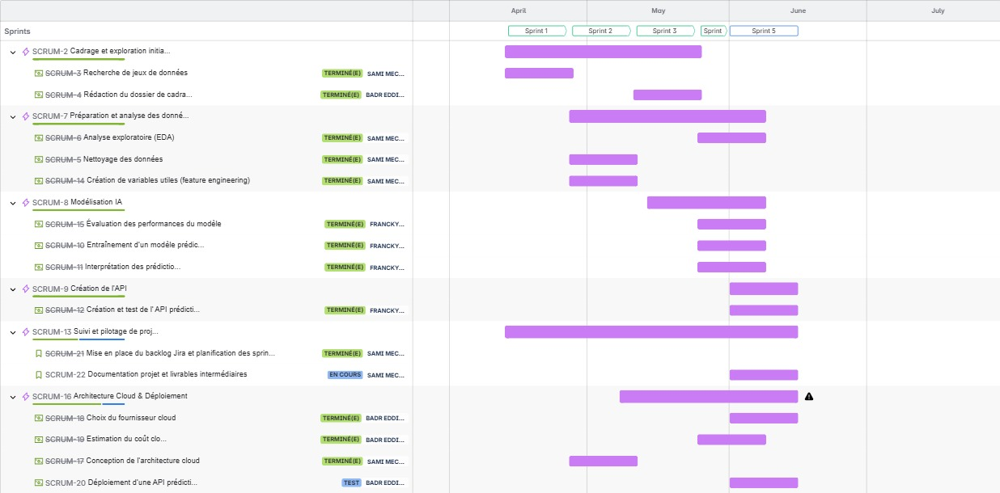 April May June July
Sprints Sprint 1 Sprint 2 Sprint 3 Sprint Sprint 5
SCRUM-2 Cadrage et exploration initia...
SCRUM-3 Recherche de jeux de données TERMINÉ(E) SAMI MEC...
SCRUM-4 Rédaction du dossier de cadra... TERMINÉ(E) BADR EDDI...
SCRUM-7 Préparation et analyse des donné...
SCRUM-6 Analyse exploratoire (EDA) TERMINÉ(E) SAMI MEC...
SCRUM-5 Nettoyage des données TERMINÉ(E) SAMI MEC...
SCRUM-14 Création de variables utiles (feature engineering) TERMINÉ(E) SAMI MEC...
SCRUM-8 Modélisation IA
SCRUM-15 Évaluation des performances du modèle TERMINÉ(E) FRANCKY...
SCRUM-10 Entraînement d'un modèle prédic... TERMINÉ(E) FRANCKY...
SCRUM-11 Interprétation des prédictio... TERMINÉ(E) FRANCKY...
SCRUM-9 Création de l'API
SCRUM-12 Création et test de l' API prédicti... TERMINÉ(E) FRANCKY...
SCRUM-13 Suivi et pilotage de proj...
SCRUM-21 Mise en place du backlog Jira et planification des sprin... TERMINÉ(E) SAMI MEC...
SCRUM-22 Documentation projet et livrables intermédiaires EN COURS SAMI MEC...
SCRUM-16 Architecture Cloud & Déploiement
SCRUM-18 Choix du fournisseur cloud TERMINÉ(E) BADR EDDI...
SCRUM-19 Estimation du coût clo... TERMINÉ(E) BADR EDDI...
SCRUM-17 Conception de l'architecture cloud TERMINÉ(E) SAMI MEC...
SCRUM-20 Déploiement d'une API prédicti... TEST BADR EDDI...